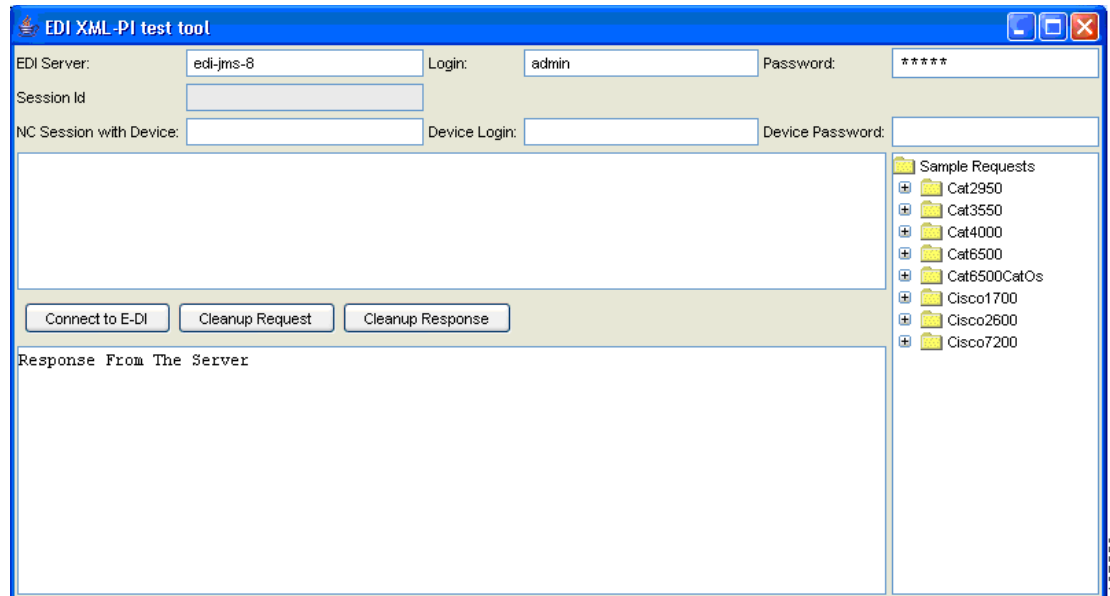 EDI XML-PI test tool
EDI Server: edi-jms-8 Login: admin Password: *****
Session Id
NC Session with Device: Device Login: Device Password:
Sample Requests
Cat2950
Cat3550
Cat4000
Cat6500
Cat6500CatOs
Cisco1700
Cisco2600
Cisco7200
Connect to E-DI Cleanup Request Cleanup Response
Response From The Server